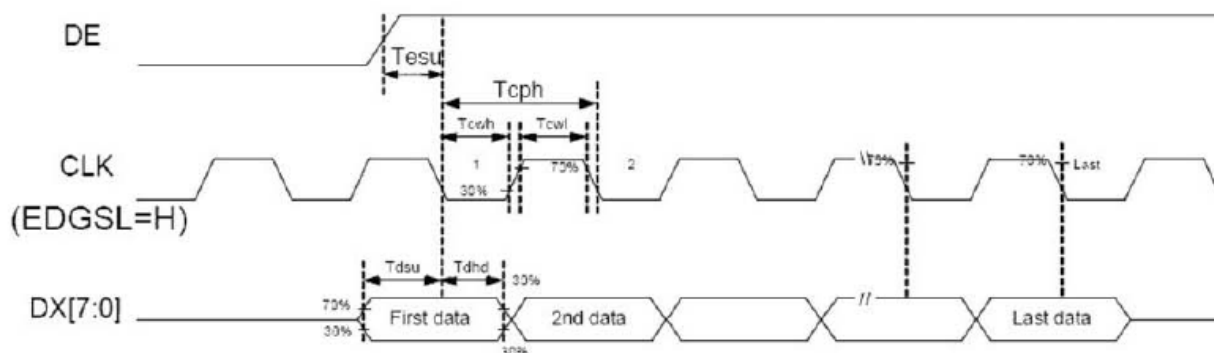 DE
Tesu
Tcph
Tcwh
Tcwl
CLK
1
70%
2
70%
70%
Last
30%
(EDGSL=H)
Tdsu
Tdhd
30%
DX[7:0]
70%
First data
2nd data
//
Last data
30%
30%